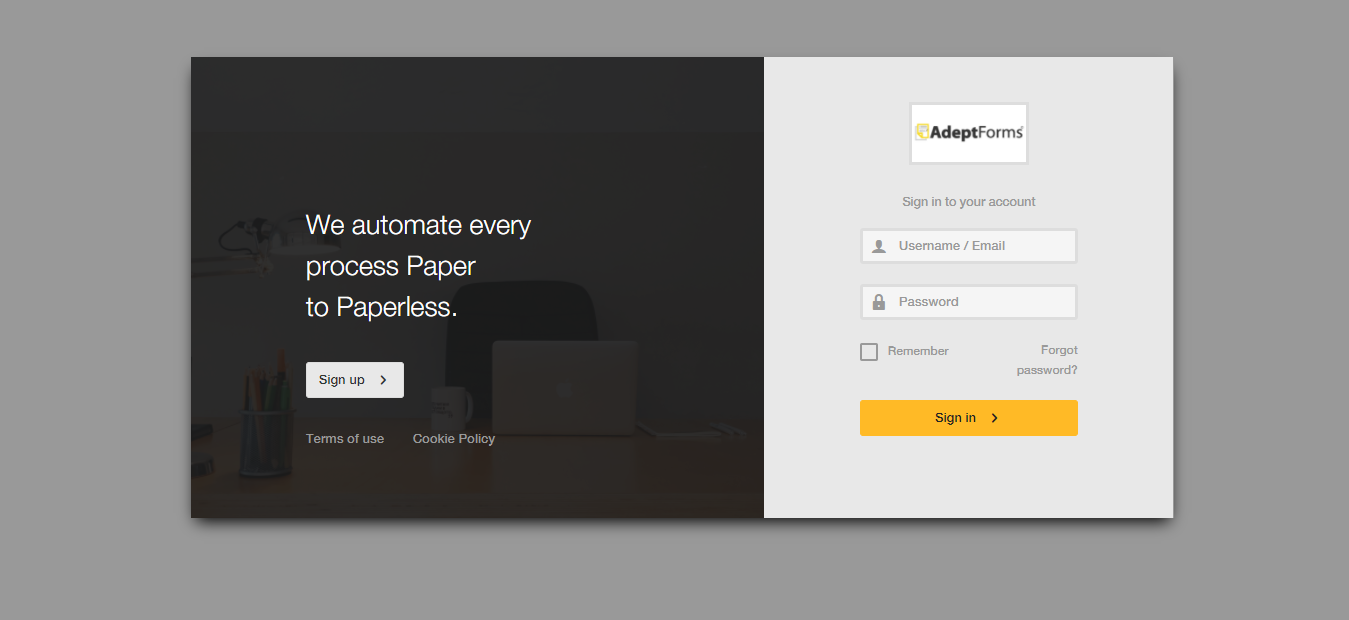 We automate every
process Paper
to Paperless.
Sign up
Terms of use
Cookie Policy
AdeptForms
Sign in to your account
Username / Email
Password
Remember
Forgot
password?
Sign in